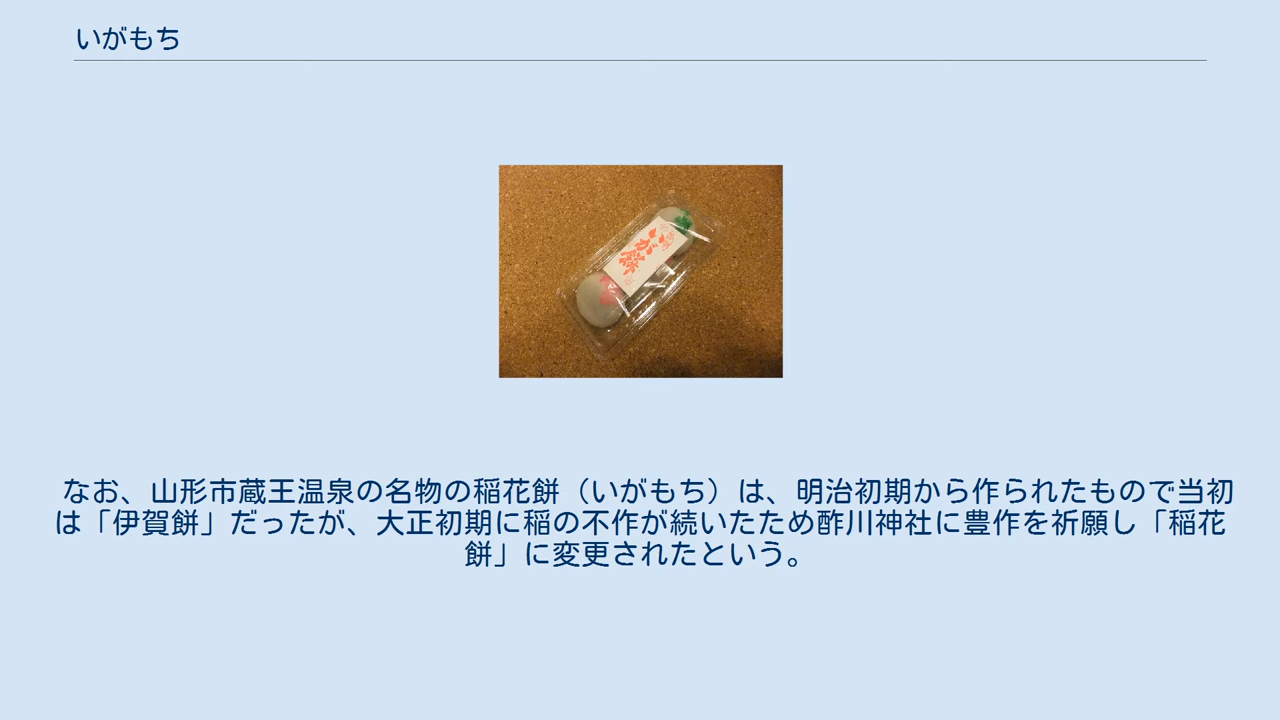 いがもち
いが餅
なお、山形市蔵王温泉の名物の稲花餅（いがもち）は、明治初期から作られたもので当初
は「伊賀餅」だったが、大正初期に稲の不作が続いたため酢川神社に豊作を祈願し「稲花
餅」に変更されたという。